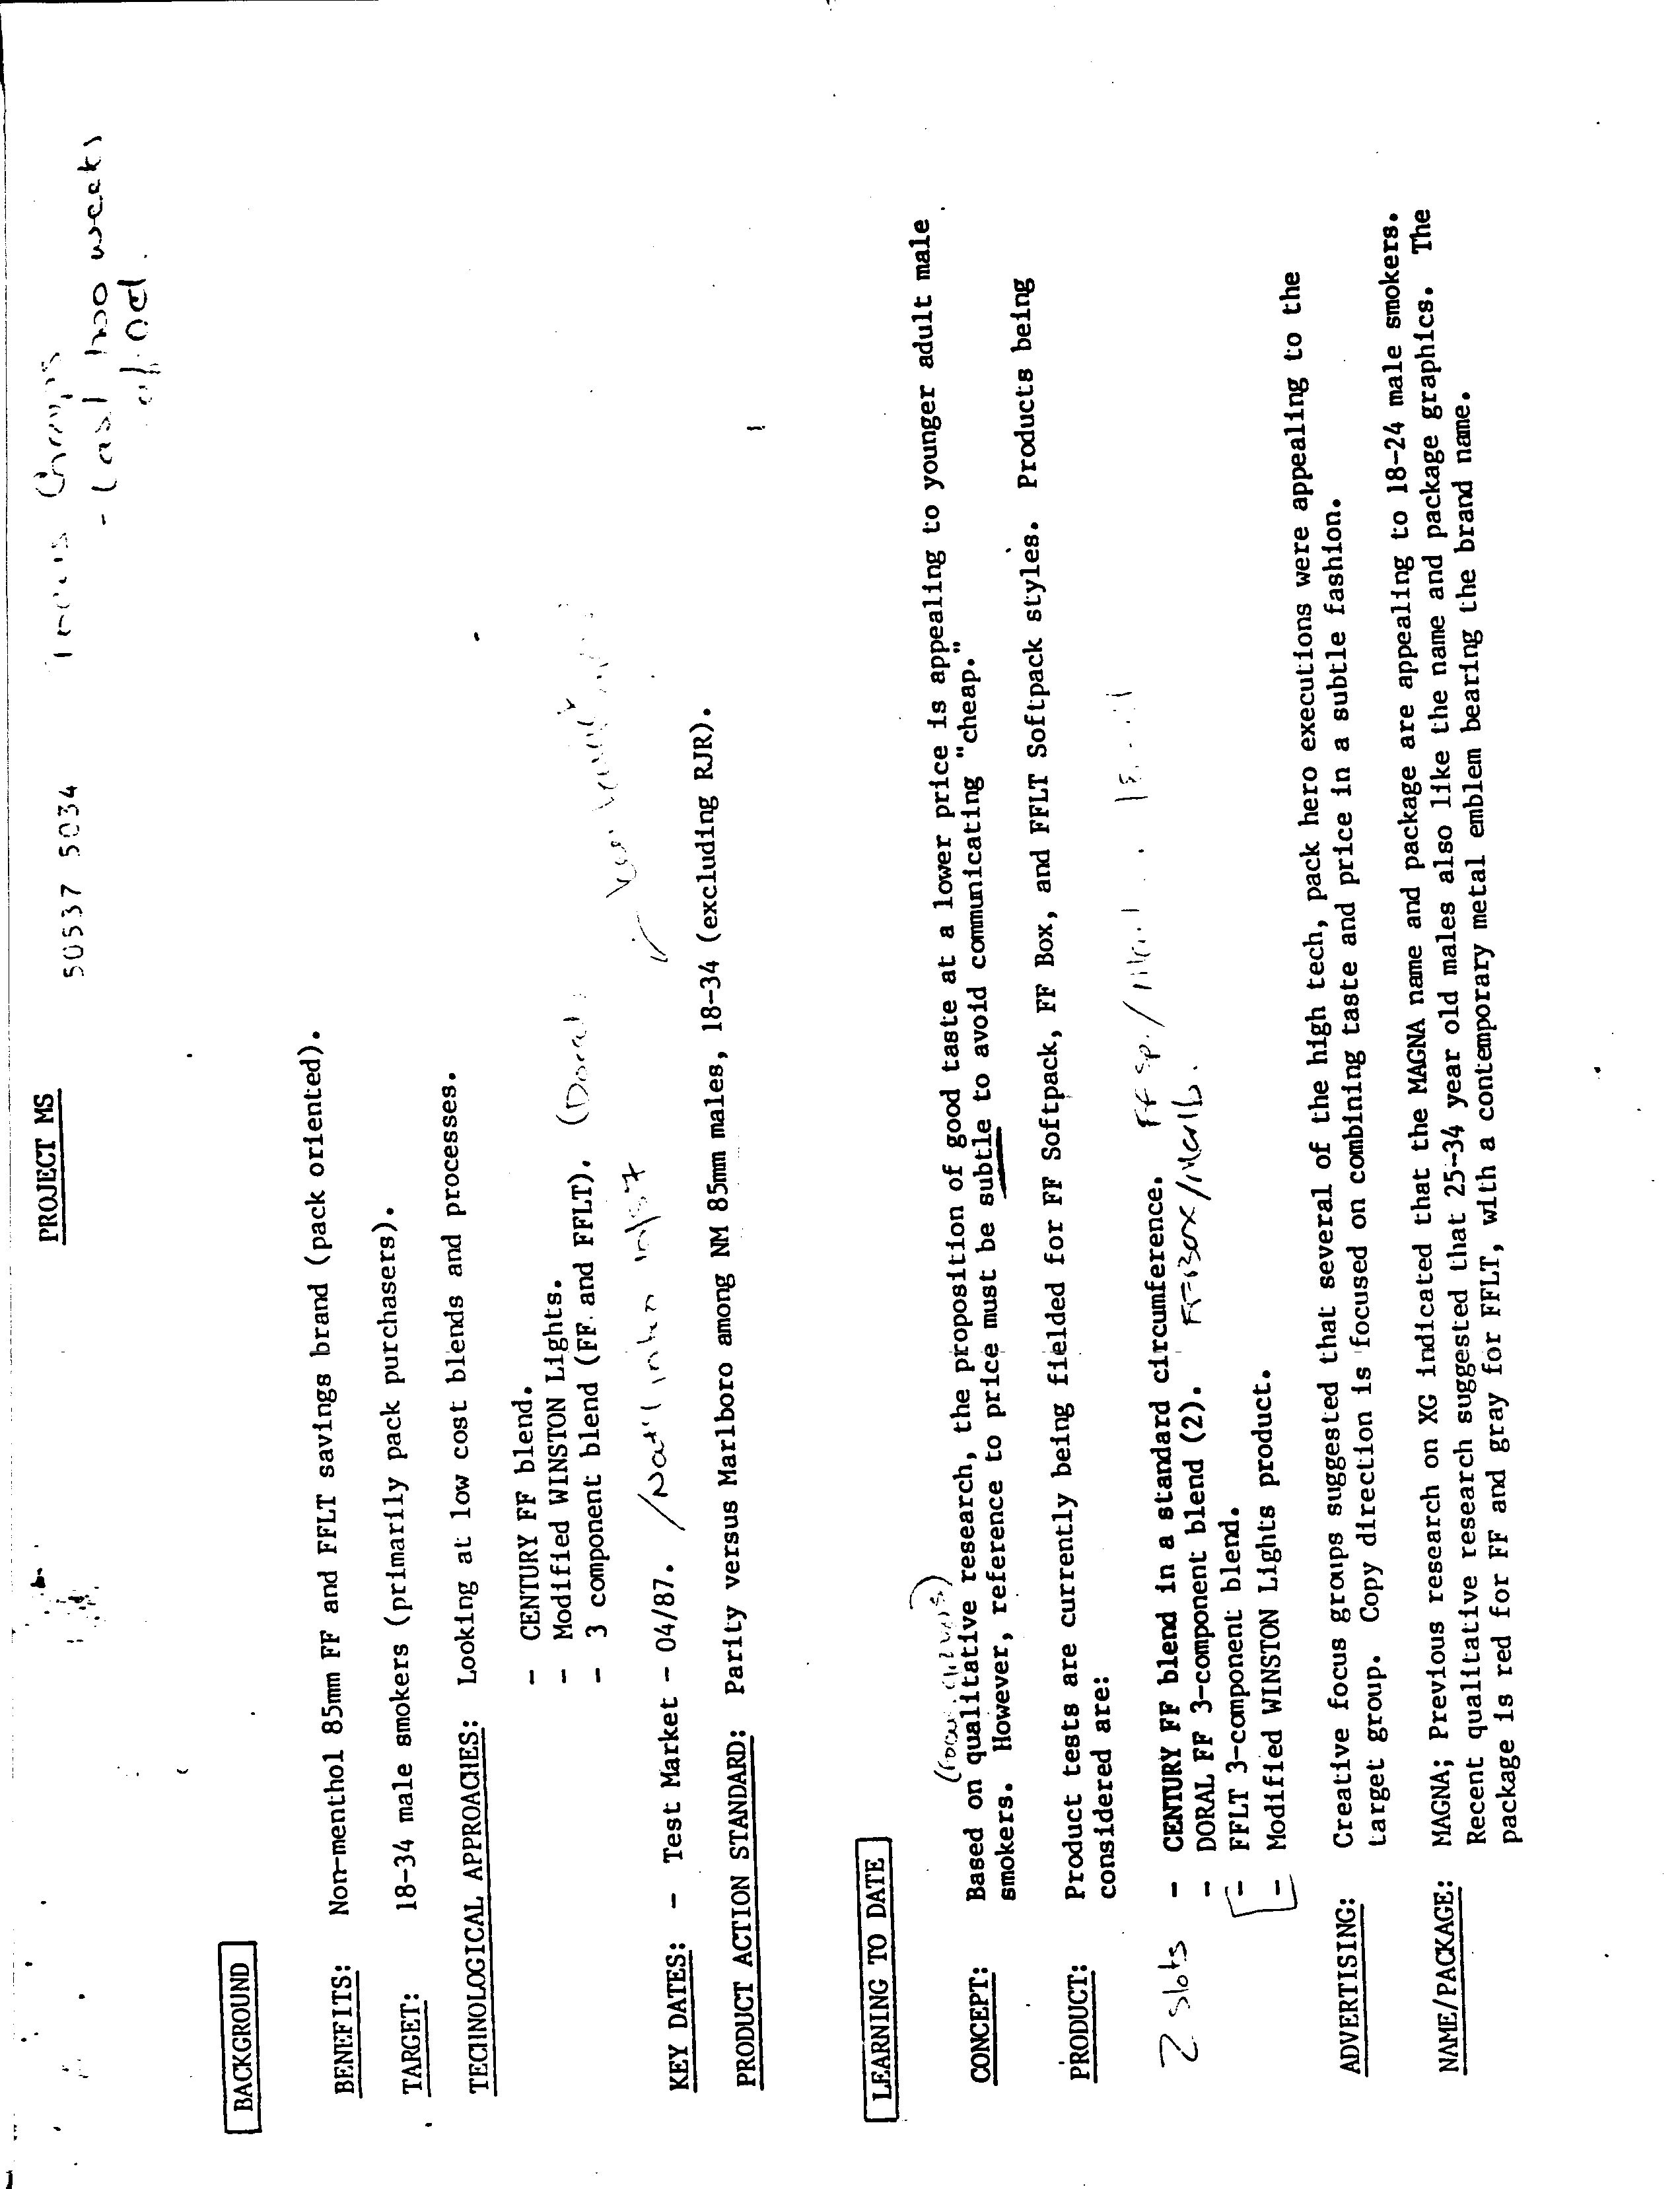 PROJECT MS
50537 5034
Focus Groups
- Last two weeks
of Oct.
BACKGROUND
BENEFITS: Non-menthol 85mm FF and FFLT savings brand (pack oriented).
TARGET: 18-34 male smokers (primarily pack purchasers).
TECHNOLOGICAL APPROACHES: Looking at low cost blends and processes.
- CENTURY FF blend.
- Modified WINSTON Lights.
- 3 component blend (FF and FFLT). (Doral
KEY DATES: - Test Market - 04/87. / Nat'l inten 10/87
PRODUCT ACTION STANDARD: Parity versus Marlboro among NM 85mm males, 18-34 (excluding RJR).
LEARNING TO DATE
CONCEPT: Based on qualitative research, the proposition of good taste at a lower price is appealing to younger adult male
smokers. However, reference to price must be subtle to avoid communicating "cheap."
PRODUCT: Product tests are currently being fielded for FF Softpack, FF Box, and FFLT Softpack styles. Products being
considered are:
2 slots - CENTURY FF blend in a standard circumference. FF SP /
- DORAL FF 3-component blend (2). FF Box / Marlb.
- FFLT 3-component blend.
- Modified WINSTON Lights product.
ADVERTISING: Creative focus groups suggested that several of the high tech, pack hero executions were appealing to the
target group. Copy direction is focused on combining taste and price in a subtle fashion.
NAME/PACKAGE: MAGNA; Previous research on XG indicated that the MAGNA name and package are appealing to 18-24 male smokers.
Recent qualitative research suggested that 25-34 year old males also like the name and package graphics. The
package is red for FF and gray for FFLT, with a contemporary metal emblem bearing the brand name.